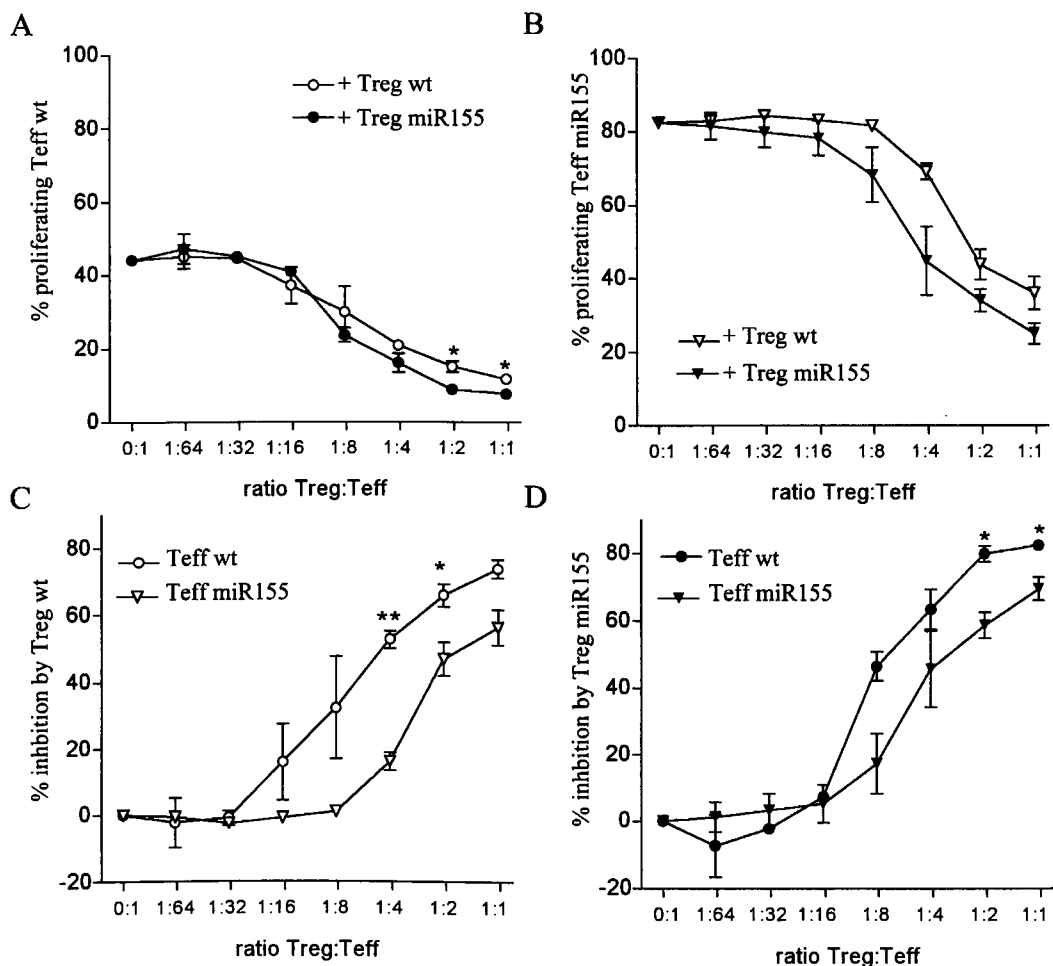 A
% proliferating Teff wt
100
80
60
40
20
0
+ Treg wt
+ Treg miR155
*
*
0:1 1:64 1:32 1:16 1:8 1:4 1:2 1:1
ratio Treg:Teff
B
% proliferating Teff miR155
100
80
60
40
20
0
+ Treg wt
+ Treg miR155
0:1 1:64 1:32 1:16 1:8 1:4 1:2 1:1
ratio Treg:Teff
C
% inhbition by Treg wt
80
60
40
20
0
-20
Teff wt
Teff miR155
**
*
0:1 1:64 1:32 1:16 1:8 1:4 1:2 1:1
ratio Treg:Teff
D
% inhbition by Treg miR155
80
60
40
20
0
-20
Teff wt
Teff miR155
*
*
0:1 1:64 1:32 1:16 1:8 1:4 1:2 1:1
ratio Treg:Teff